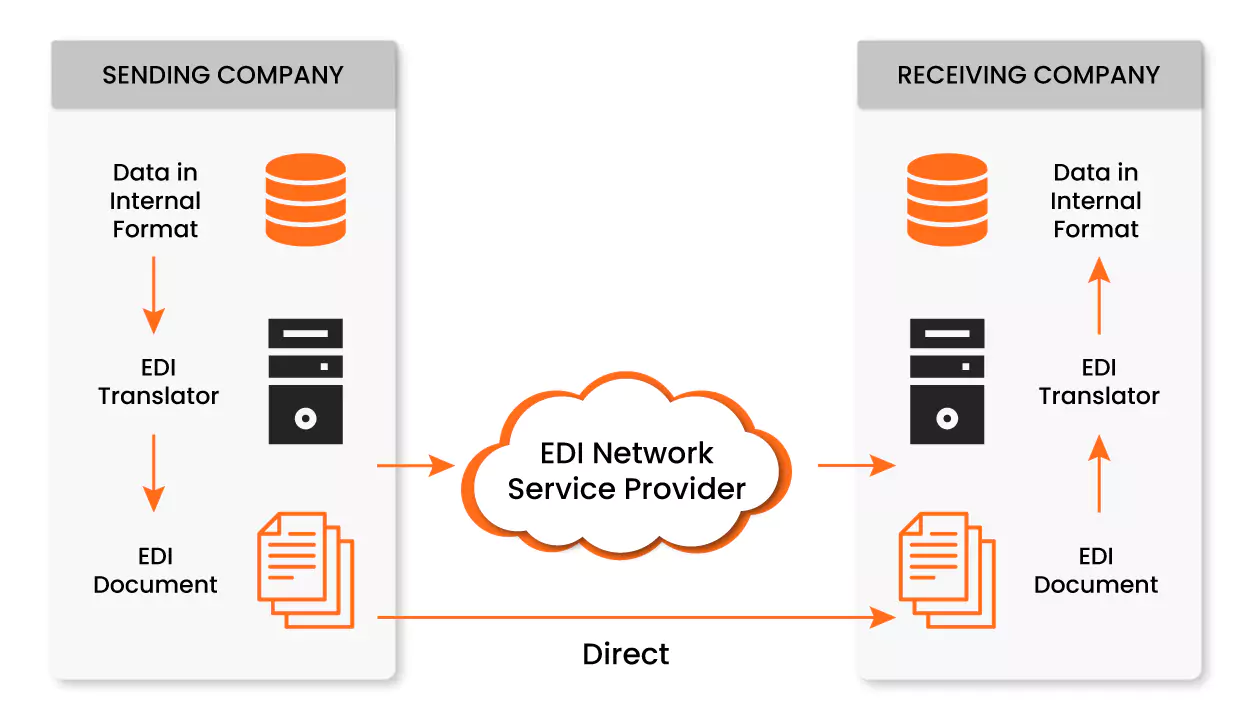 SENDING COMPANY
Data in
Internal
Format
EDI
Translator
EDI
Document
EDI Network
Service Provider
Direct
RECEIVING COMPANY
Data in
Internal
Format
EDI
Translator
EDI
Document